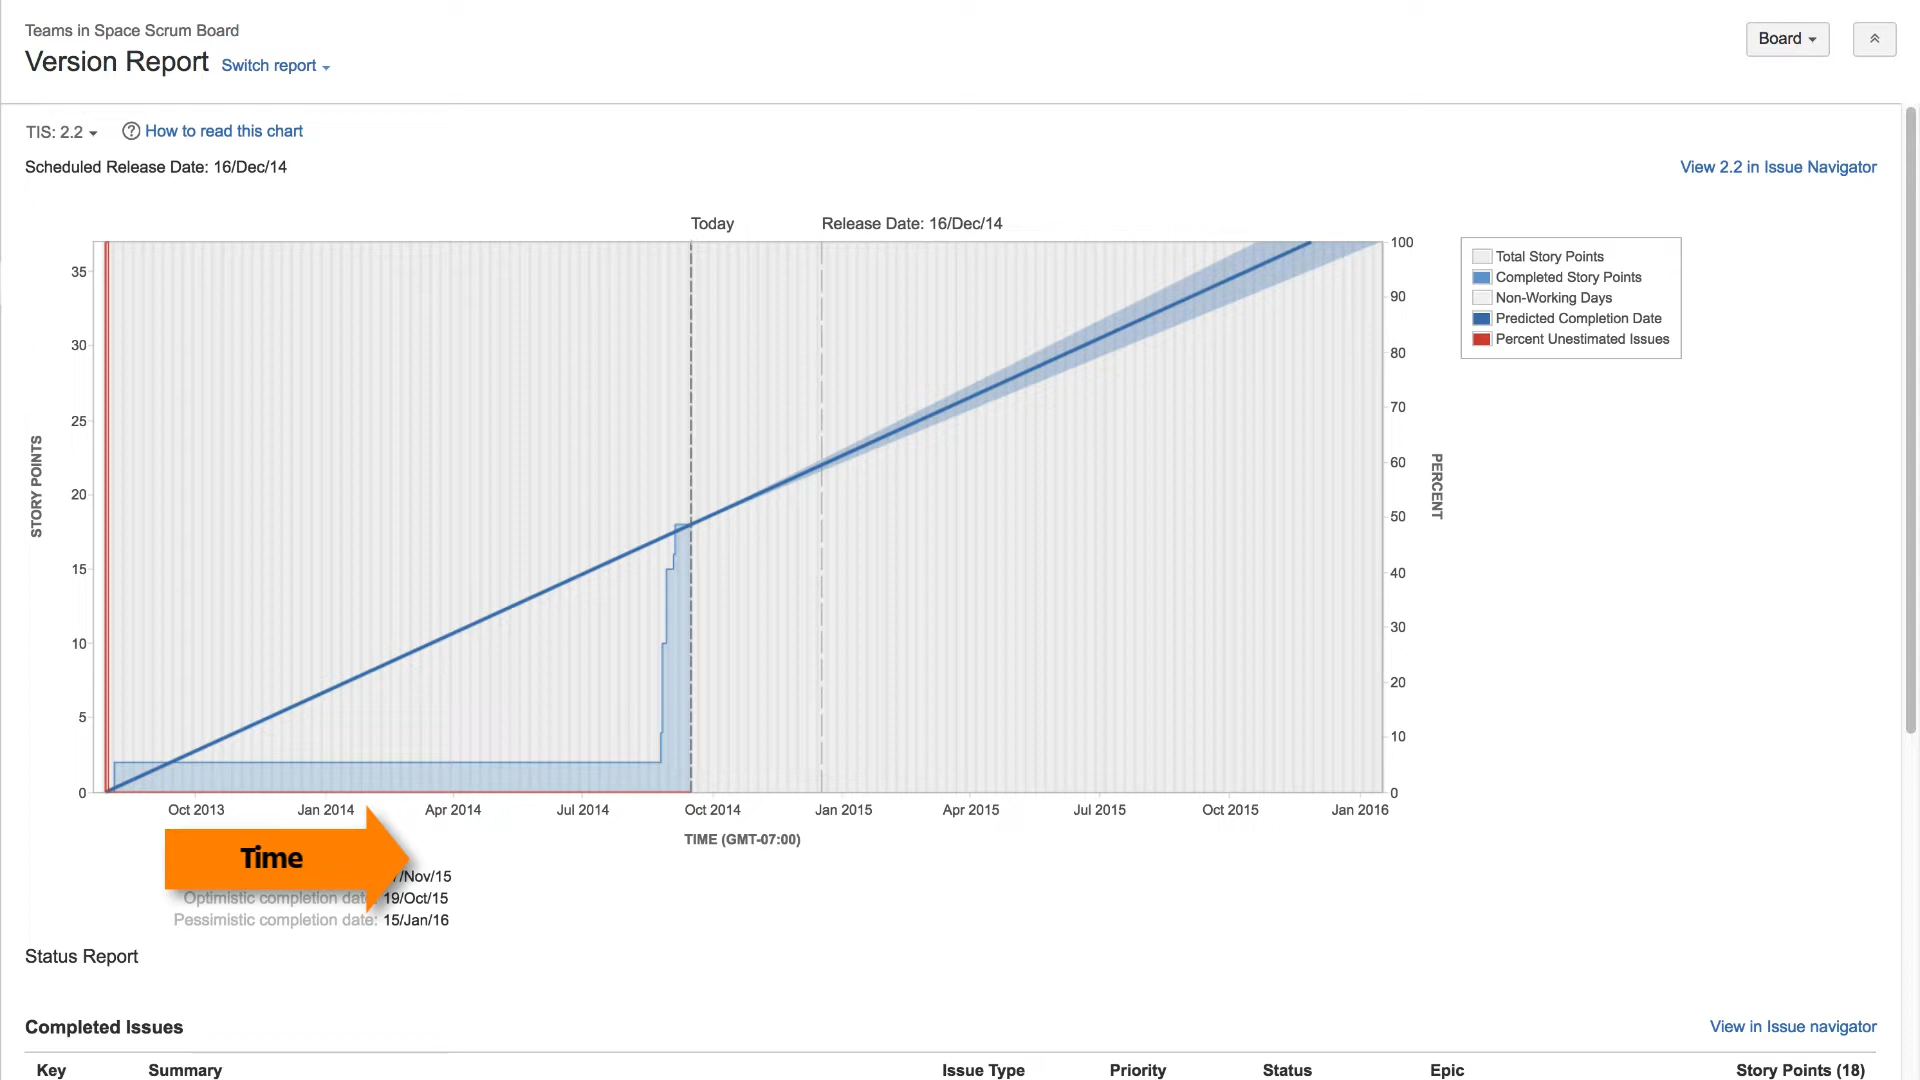 Teams in Space Scrum Board
Version Report Switch report
Board
TIS: 2.2
How to read this chart
Scheduled Release Date: 16/Dec/14
View 2.2 in Issue Navigator
Today
Release Date: 16/Dec/14
35
30
25
20
15
10
5
0
STORY POINTS
100
90
80
70
60
50
40
30
20
10
0
PERCENT
Total Story Points
Completed Story Points
Non-Working Days
Predicted Completion Date
Percent Unestimated Issues
Oct 2013 Jan 2014 Apr 2014 Jul 2014 Oct 2014 Jan 2015 Apr 2015 Jul 2015 Oct 2015 Jan 2016
TIME (GMT-07:00)
Time
/Nov/15
Optimistic completion date: 19/Oct/15
Pessimistic completion date: 15/Jan/16
Status Report
Completed Issues
View in Issue navigator
Key Summary Issue Type Priority Status Epic Story Points (18)